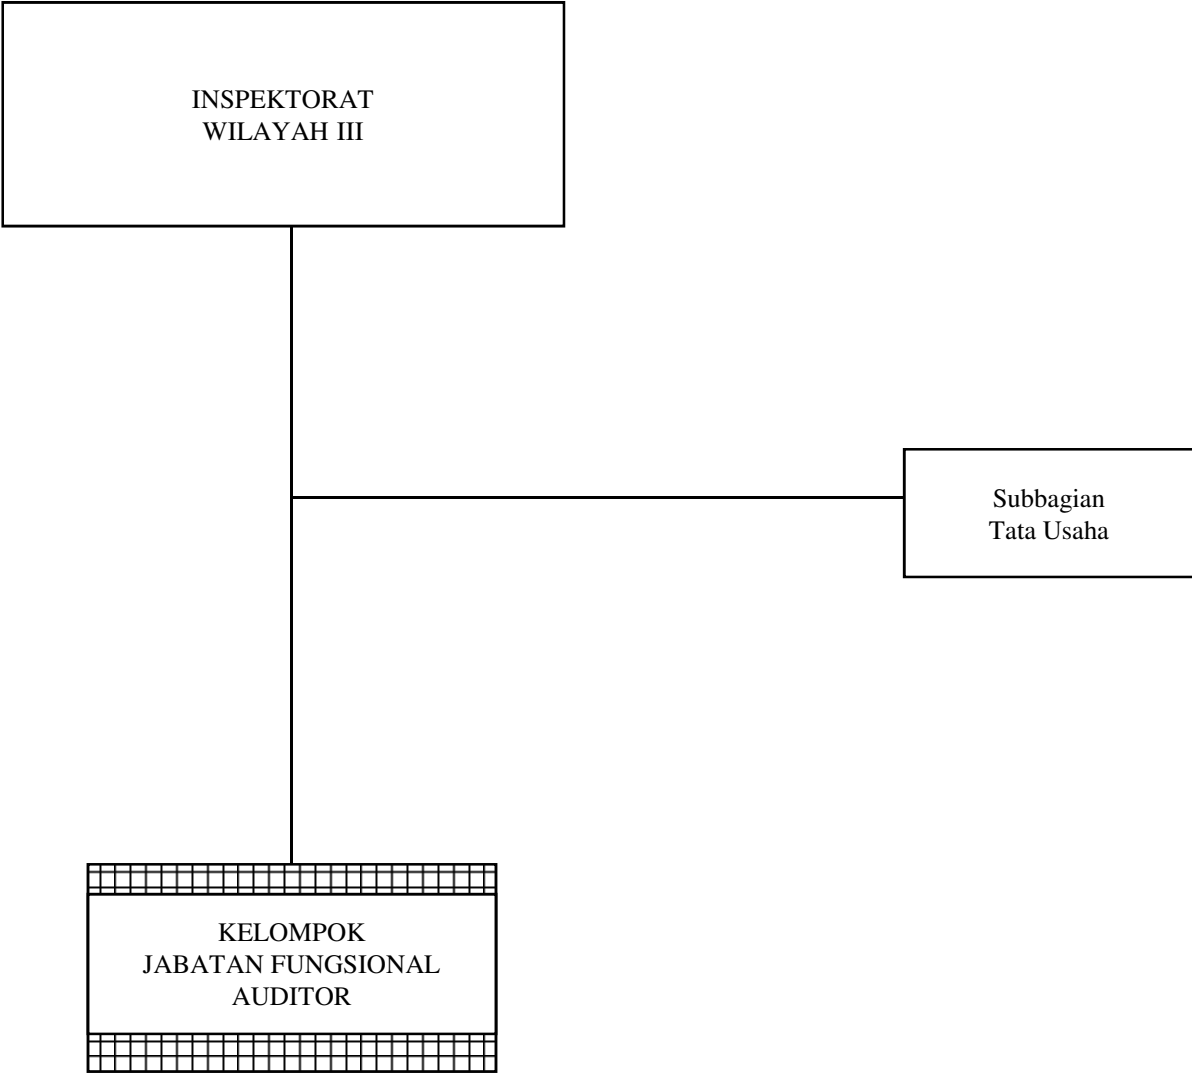 INSPEKTORAT
WILAYAH III
Subbagian
Tata Usaha
KELOMPOK
JABATAN FUNGSIONAL
AUDITOR